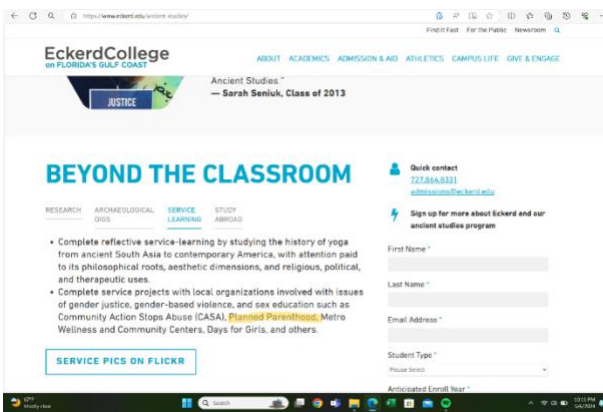 https://www.eckerd.edu/ancient-studies/
Find It Fast For the Public Newsroom
EckerdCollege
on FLORIDA'S GULF COAST
ABOUT ACADEMICS ADMISSION & AID ATHLETICS CAMPUS LIFE GIVE & ENGAGE
JUSTICE
Ancient Studies."
— Sarah Seniuk, Class of 2013
BEYOND THE CLASSROOM
RESEARCH ARCHAEOLOGICAL DIGS SERVICE LEARNING STUDY ABROAD
• Complete reflective service-learning by studying the history of yoga
from ancient South Asia to contemporary America, with attention paid
to its philosophical roots, aesthetic dimensions, and religious, political,
and therapeutic uses.
• Complete service projects with local organizations involved with issues
of gender justice, gender-based violence, and sex education such as
Community Action Stops Abuse (CASA), Planned Parenthood, Metro
Wellness and Community Centers, Days for Girls, and others.
SERVICE PICS ON FLICKR
Quick contact
727.864.8331
admissions@eckerd.edu
Sign up for more about Eckerd and our
ancient studies program
First Name *
Last Name *
Email Address *
Student Type *
Please Select
Anticipated Enroll Year *
Mostly clear
Search
10:11 PM